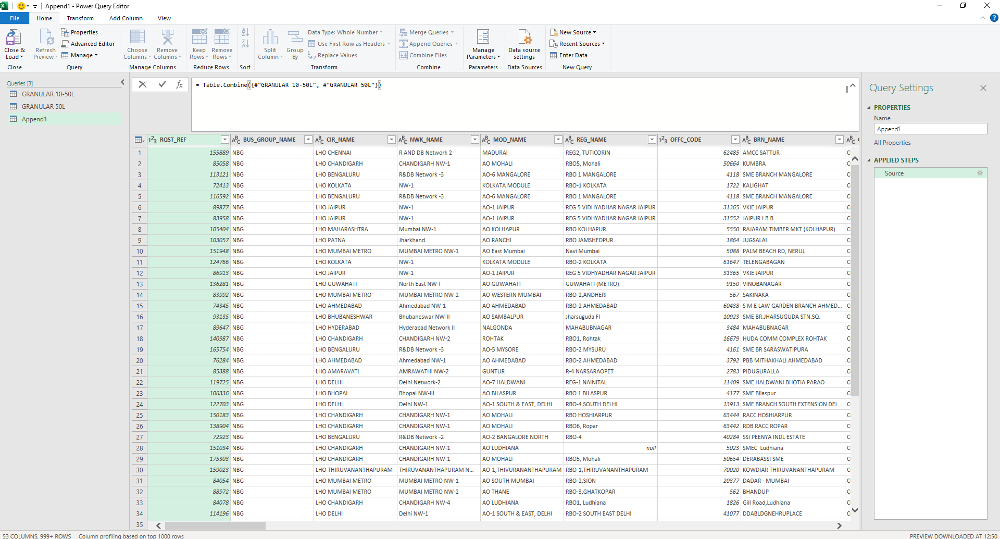 Append1 - Power Query Editor
File Home Transform Add Column View
Close & Load
Close
Refresh Preview
Properties
Advanced Editor
Manage
Query
Choose Columns
Remove Columns
Manage Columns
Keep Rows
Remove Rows
Reduce Rows
Sort
Split Column
Group By
Data Type: Whole Number
Use First Row as Headers
Replace Values
Transform
Merge Queries
Append Queries
Combine Files
Combine
Manage Parameters
Parameters
Data source settings
Data Sources
New Source
Recent Sources
Enter Data
New Query
Queries [3]
GRANULAR 10-50L
GRANULAR 50L
Append1
= Table.Combine({#"GRANULAR 10-50L", #"GRANULAR 50L"})
RQST_REF BUS_GROUP_NAME CIR_NAME NWK_NAME MOD_NAME REG_NAME OFFC_CODE BRN_NAME
1 155889 NBG LHO CHENNAI R AND DB Network 2 MADURAI REG2, TUTICORIN 62485 AMCC SATTUR
2 85058 NBG LHO CHANDIGARH CHANDIGARH NW-1 AO MOHALI RBO5, Mohali 50664 KUMBRA
3 113121 NBG LHO BENGALURU R&DB Network -3 AO-6 MANGALORE RBO 1 MANGALORE 4118 SME BRANCH MANGALORE
4 72413 NBG LHO KOLKATA NW-1 KOLKATA MODULE RBO-1 KOLKATA 1722 KALIGHAT
5 116592 NBG LHO BENGALURU R&DB Network -3 AO-6 MANGALORE RBO 1 MANGALORE 4118 SME BRANCH MANGALORE
6 89877 NBG LHO JAIPUR NW-1 AO-1 JAIPUR REG 5 VIDHYADHAR NAGAR JAIPUR 31365 VKIE JAIPUR
7 83958 NBG LHO JAIPUR NW-1 AO-1 JAIPUR REG 5 VIDHYADHAR NAGAR JAIPUR 31552 JAIPUR I.B.B.
8 105404 NBG LHO MAHARASHTRA Mumbai NW-1 AO KOLHAPUR RBO KOLHAPUR 5550 RAJARAM TIMBER MKT (KOLHAPUR)
9 103057 NBG LHO PATNA Jharkhand AO RANCHI RBO JAMSHEDPUR 1864 JUGSALAI
10 151948 NBG LHO MUMBAI METRO MUMBAI METRO NW-1 AO East Mumbai Navi Mumbai 5088 PALM BEACH RD, NERUL
11 124766 NBG LHO KOLKATA NW-1 KOLKATA MODULE RBO-2 KOLKATA 61647 TELENGABAGAN
12 86913 NBG LHO JAIPUR NW-1 AO-1 JAIPUR REG 5 VIDHYADHAR NAGAR JAIPUR 31365 VKIE JAIPUR
13 136281 NBG LHO GUWAHATI North East NW-I AO GUWAHATI GUWAHATI (METRO) 9150 VINOBANAGAR
14 83992 NBG LHO MUMBAI METRO MUMBAI METRO NW-2 AO WESTERN MUMBAI RBO-2,ANDHERI 567 SAKINAKA
15 74345 NBG LHO AHMEDABAD Ahmedabad NW-1 AO AHMEDABAD RBO-2 AHMEDABAD 60438 S M E LAW GARDEN BRANCH AHMED...
16 93135 NBG LHO BHUBANESHWAR Bhubaneswar NW-II AO SAMBALPUR Jharsuguda FI 10923 SME BR.JHARSUGUDA STN.SQ.
17 89647 NBG LHO HYDERABAD Hyderabad Network II NALGONDA MAHABUBNAGAR 3484 MAHABUBNAGAR
18 140987 NBG LHO CHANDIGARH CHANDIGARH NW-2 ROHTAK RBO1, Rohtak 16679 HUDA COMM COMPLEX ROHTAK
19 165754 NBG LHO BENGALURU R&DB Network -3 AO-5 MYSORE RBO-2 MYSURU 4161 SME BR SARASWATIPURA
20 76284 NBG LHO AHMEDABAD Ahmedabad NW-1 AO AHMEDABAD RBO-2 AHMEDABAD 3792 PBB MITHAKHALI AHMEDABAD
21 85388 NBG LHO AMARAVATI AMRAWATHI NW-2 GUNTUR R-4 NARSARAOPET 2783 PIDUGURALLA
22 119725 NBG LHO DELHI Delhi Network-2 AO-7 HALDWANI REG-1 NAINITAL 11409 SME HALDWANI BHOTIA PARAO
23 106336 NBG LHO BHOPAL Bhopal NW-III AO BILASPUR RBO 1 BILASPUR 4177 SME Bilaspur
24 122703 NBG LHO DELHI Delhi NW-1 AO-1 SOUTH & EAST, DELHI RBO-4 SOUTH DELHI 13913 SME BRANCH SOUTH EXTENSION DEL...
25 150183 NBG LHO CHANDIGARH CHANDIGARH NW-1 AO MOHALI RBO HOSHIARPUR 63444 RACC HOSHIARPUR
26 138904 NBG LHO CHANDIGARH CHANDIGARH NW-1 AO MOHALI RBO6, Ropar 63442 RDB RACC ROPAR
27 72923 NBG LHO BENGALURU R&DB Network -2 AO-2 BANGALORE NORTH RBO-4 40284 SSI PEENYA INDL ESTATE
28 151034 NBG LHO CHANDIGARH CHANDIGARH NW-1 AO LUDHIANA null 5023 SMEC Ludhiana
29 175303 NBG LHO CHANDIGARH CHANDIGARH NW-1 AO MOHALI RBO5, Mohali 50654 DERABASSI SME
30 159023 NBG LHO THIRUVANANTHAPURAM THIRUVANANTHAPURAM N... AO-1,THIVURANANTHAPURAM RBO-1,THIRUVANANTHAPURAM 70020 KOWDIAR THIRUVANANTHAPURAM
31 84054 NBG LHO MUMBAI METRO MUMBAI METRO NW-1 AO SOUTH MUMBAI RBO-2,SION 20377 DADAR - MUMBAI
32 88972 NBG LHO MUMBAI METRO MUMBAI METRO NW-2 AO THANE RBO-3,GHATKOPAR 562 BHANDUP
33 84078 NBG LHO CHANDIGARH CHANDIGARH NW-4 AO LUDHIANA RBO1, Ludhiana 1826 Gill Road,Ludhiana
34 114196 NBG LHO DELHI Delhi NW-1 AO-1 SOUTH & EAST, DELHI RBO-2 SOUTH EAST DELHI 41077 DDABLDGNEHRUPLACE
35
Query Settings
PROPERTIES
Name
Append1
All Properties
APPLIED STEPS
Source
53 COLUMNS, 999+ ROWS Column profiling based on top 1000 rows
PREVIEW DOWNLOADED AT 12:50